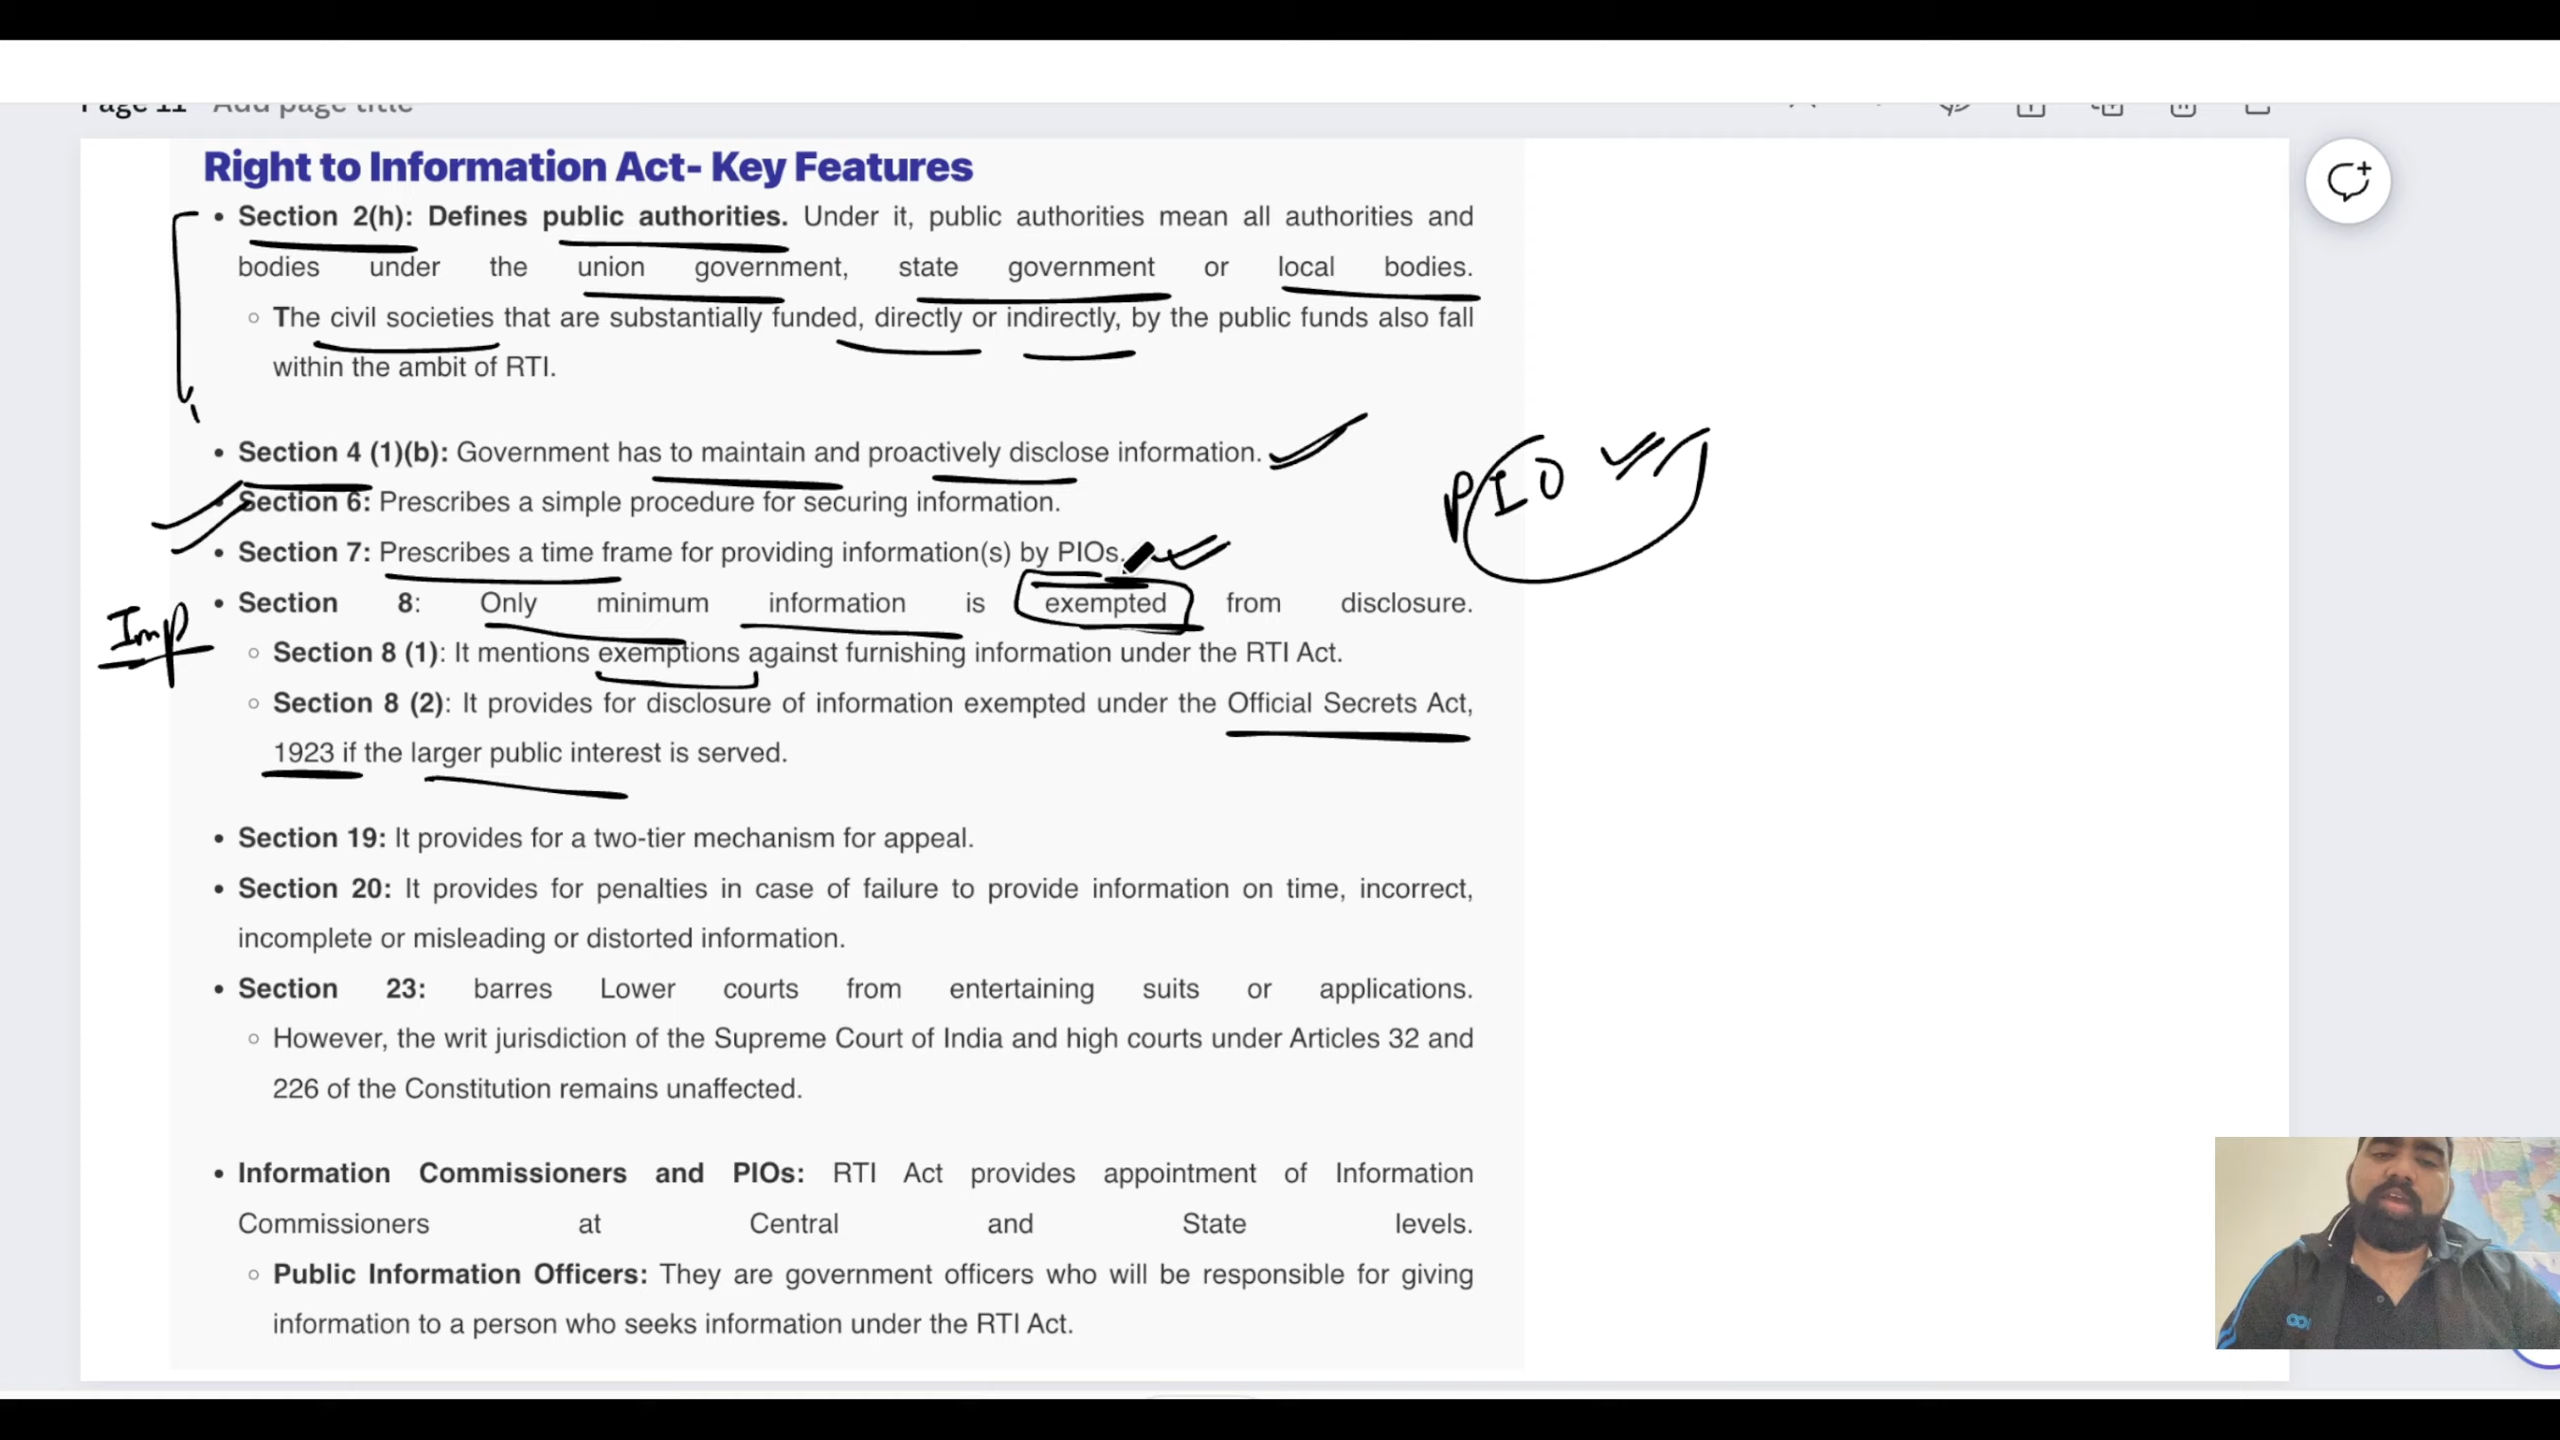 Page 11 Add page title
Right to Information Act- Key Features
• Section 2(h): Defines public authorities. Under it, public authorities mean all authorities and
bodies under the union government, state government or local bodies.
○ The civil societies that are substantially funded, directly or indirectly, by the public funds also fall
within the ambit of RTI.
• Section 4 (1)(b): Government has to maintain and proactively disclose information.
PIO
• Section 6: Prescribes a simple procedure for securing information.
• Section 7: Prescribes a time frame for providing information(s) by PIOs.
• Section 8: Only minimum information is exempted from disclosure.
Imp
○ Section 8 (1): It mentions exemptions against furnishing information under the RTI Act.
○ Section 8 (2): It provides for disclosure of information exempted under the Official Secrets Act,
1923 if the larger public interest is served.
• Section 19: It provides for a two-tier mechanism for appeal.
• Section 20: It provides for penalties in case of failure to provide information on time, incorrect,
incomplete or misleading or distorted information.
• Section 23: barres Lower courts from entertaining suits or applications.
○ However, the writ jurisdiction of the Supreme Court of India and high courts under Articles 32 and
226 of the Constitution remains unaffected.
• Information Commissioners and PIOs: RTI Act provides appointment of Information
Commissioners at Central and State levels.
○ Public Information Officers: They are government officers who will be responsible for giving
information to a person who seeks information under the RTI Act.